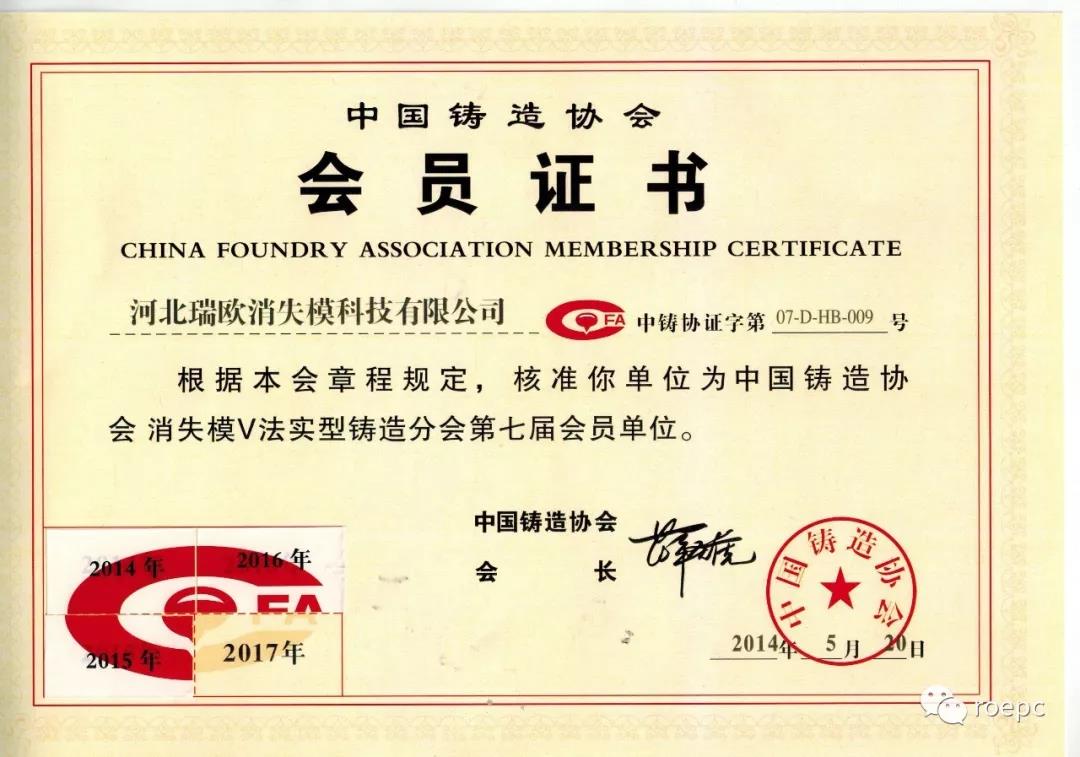 中国铸造协会
会员证书
CHINA FOUNDRY ASSOCIATION MEMBERSHIP CERTIFICATE
河北瑞欧消失模科技有限公司 CFA 中铸协证字第 07-D-HB-009 号
根据本会章程规定，核准你单位为中国铸造协
会 消失模V法实型铸造分会第七届会员单位。
中国铸造协会
会 长
中国铸造协会
2014年 5月 20日
2014年 2016年
CFA
2015年 2017年
roepc